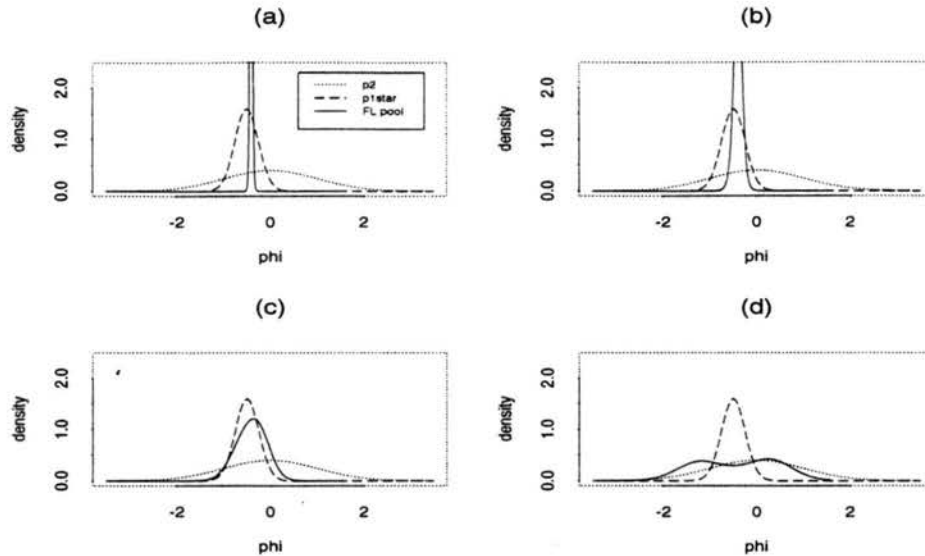 (a)
density
0.0 1.0 2.0
p2
p1star
FL pool
-2 0 2
phi
(b)
density
0.0 1.0 2.0
-2 0 2
phi
(c)
density
0.0 1.0 2.0
-2 0 2
phi
(d)
density
0.0 1.0 2.0
-2 0 2
phi